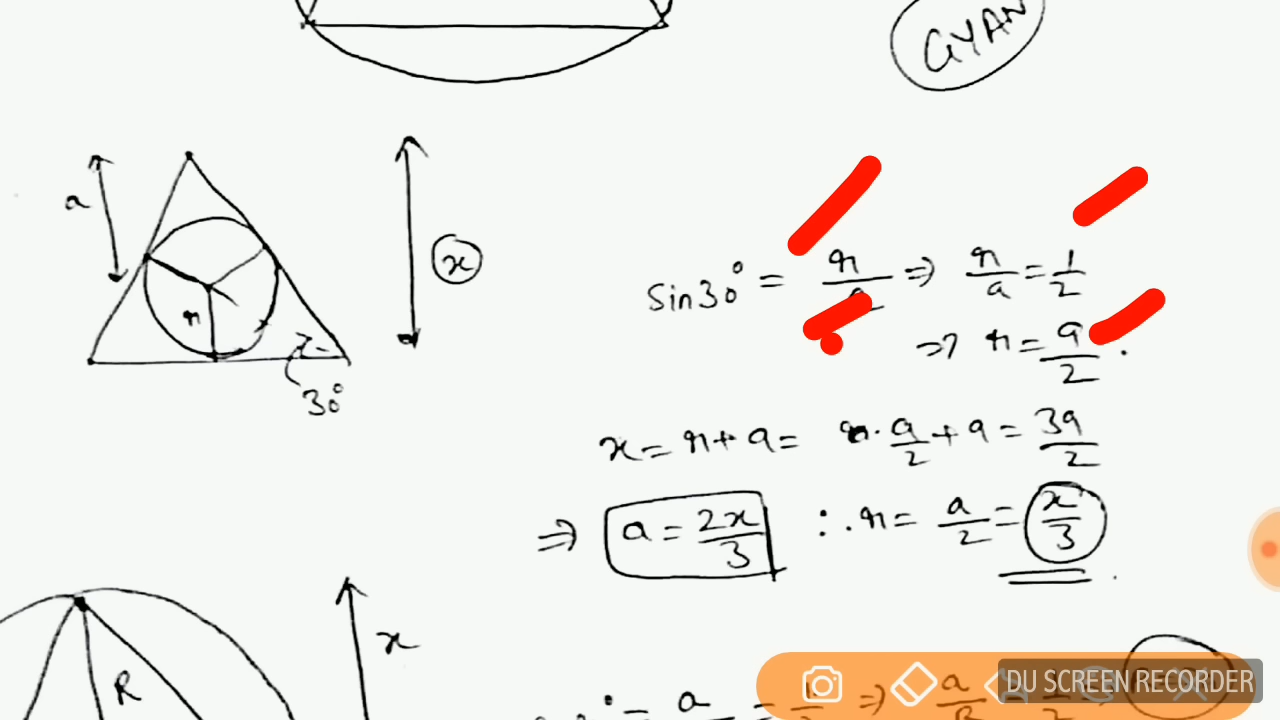 GYAN
a
x
r
30°
sin30° = r/a ⇒ r/a = 1/2
⇒ r = a/2 .
x = r + a = a/2 + a = 3a/2
⇒ a = 2x/3 ∴ r = a/2 = x/3 .
x
R
DU SCREEN RECORDER